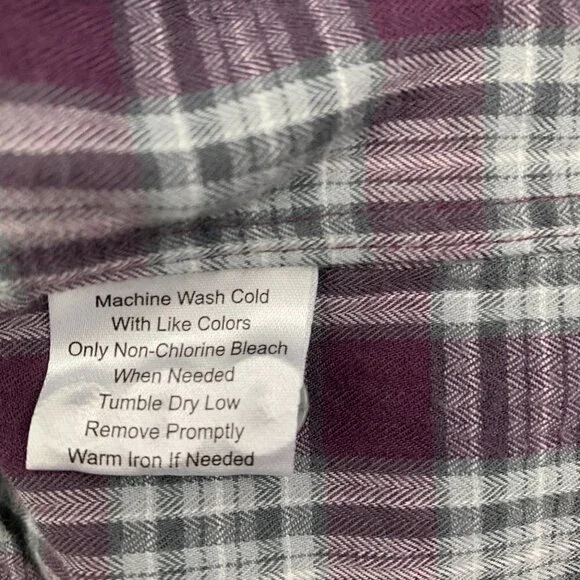 Machine Wash Cold
With Like Colors
Only Non-Chlorine Bleach
When Needed
Tumble Dry Low
Remove Promptly
Warm Iron If Needed